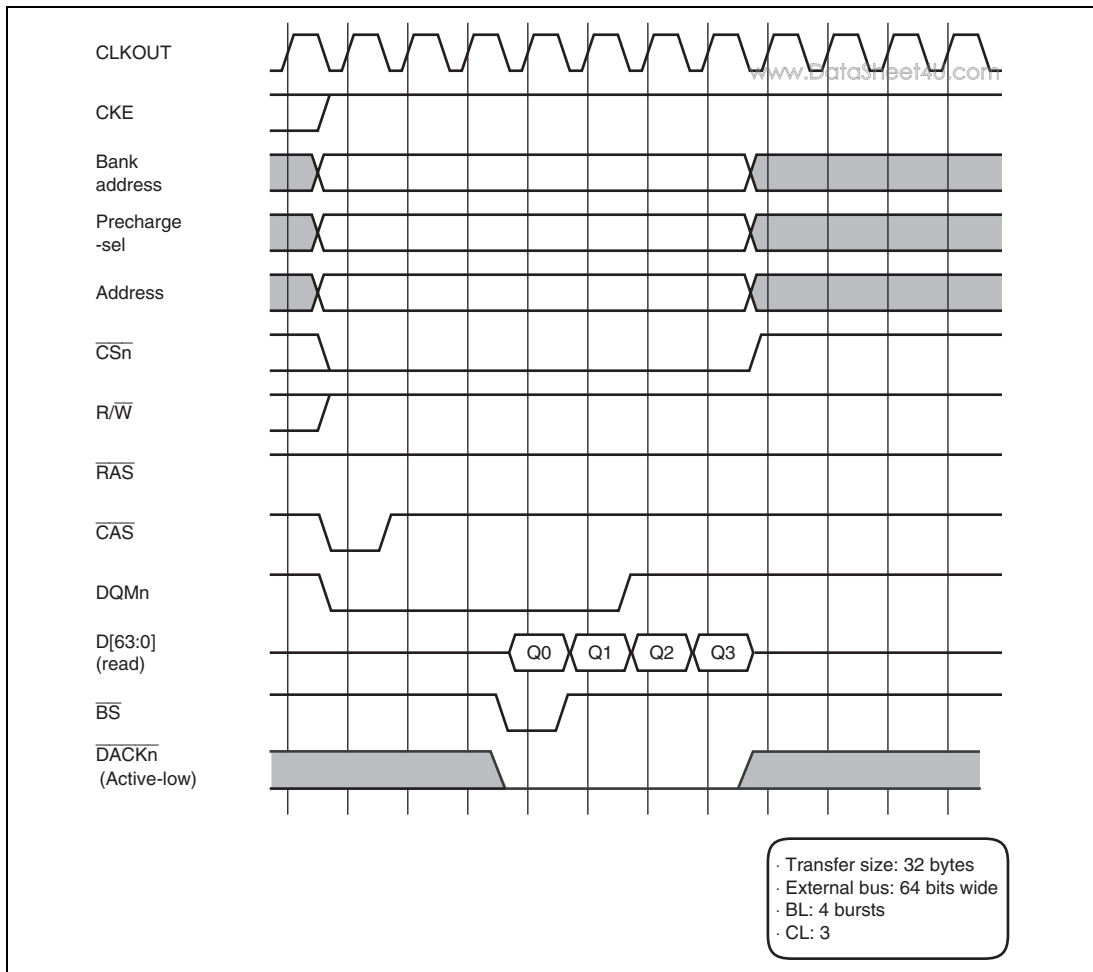 CLKOUT
www.DataSheet4U.com
CKE
Bank
address
Precharge
-sel
Address
CSn
R/W
RAS
CAS
DQMn
D[63:0]
(read)
Q0 Q1 Q2 Q3
BS
DACKn
(Active-low)
· Transfer size: 32 bytes
· External bus: 64 bits wide
· BL: 4 bursts
· CL: 3